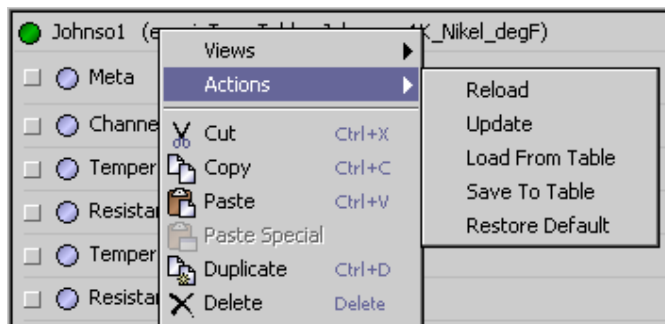 Johnso1 K_Nikel_degF)
Views
Meta
Actions
Reload
Cut Ctrl+X
Update
Copy Ctrl+C
Load From Table
Paste Ctrl+V
Save To Table
Paste Special
Restore Default
Duplicate Ctrl+D
Delete Delete